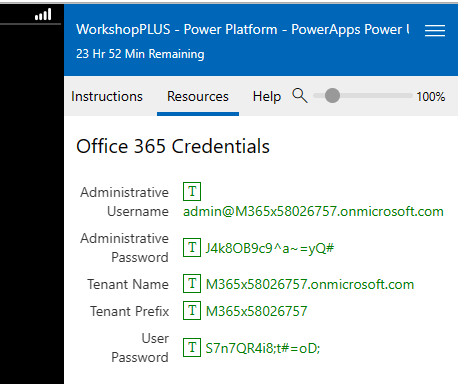 WorkshopPLUS - Power Platform - PowerApps Power U
23 Hr 52 Min Remaining
Instructions Resources Help 100%
Office 365 Credentials
Administrative Username T admin@M365x58026757.onmicrosoft.com
Administrative Password T J4k8OB9c9^a~=yQ#
Tenant Name T M365x58026757.onmicrosoft.com
Tenant Prefix T M365x58026757
User Password T S7n7QR4i8;t#=oD;